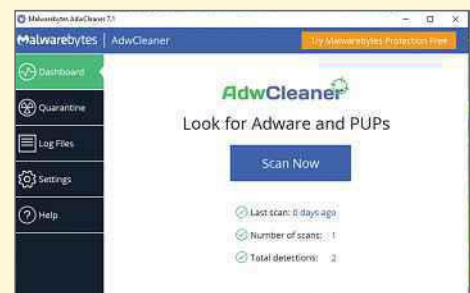 Malwarebytes AdwCleaner 7.1
Malwarebytes | AdwCleaner
Try Malwarebytes Protection Free
Dashboard
Quarantine
Log Files
Settings
Help
AdwCleaner
Look for Adware and PUPs
Scan Now
Last scan: 0 days ago
Number of scans: 1
Total detections: 2